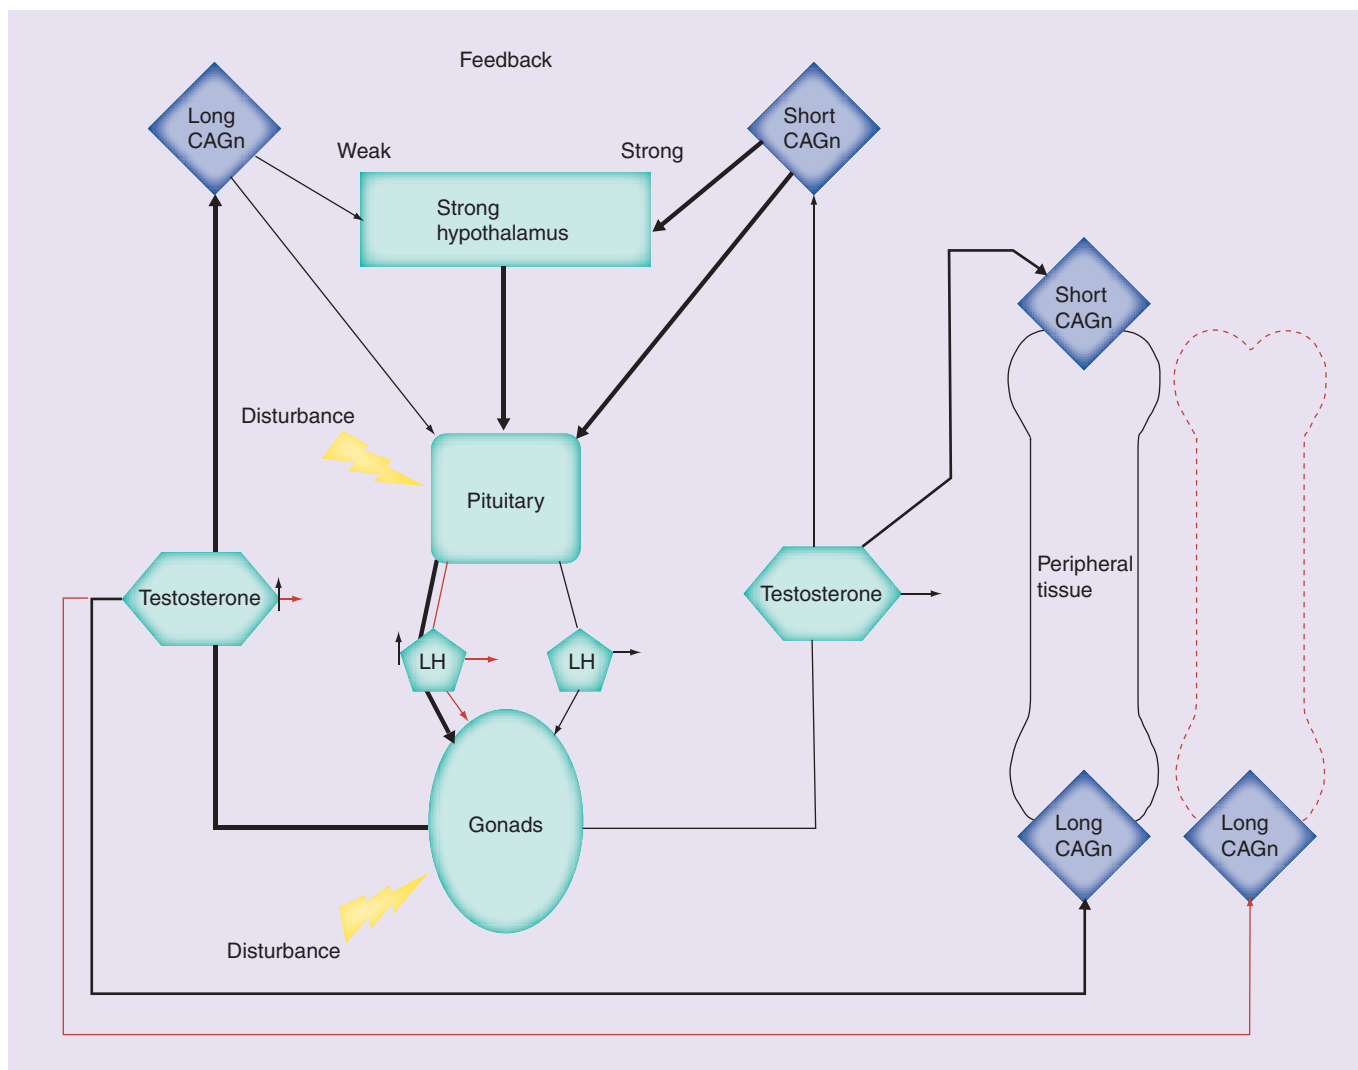 Feedback
Long
CAGn
Short
CAGn
Weak
Strong
Strong
hypothalamus
Short
CAGn
Disturbance
Pituitary
Peripheral
tissue
Testosterone
Testosterone
LH
LH
Gonads
Long
CAGn
Long
CAGn
Disturbance